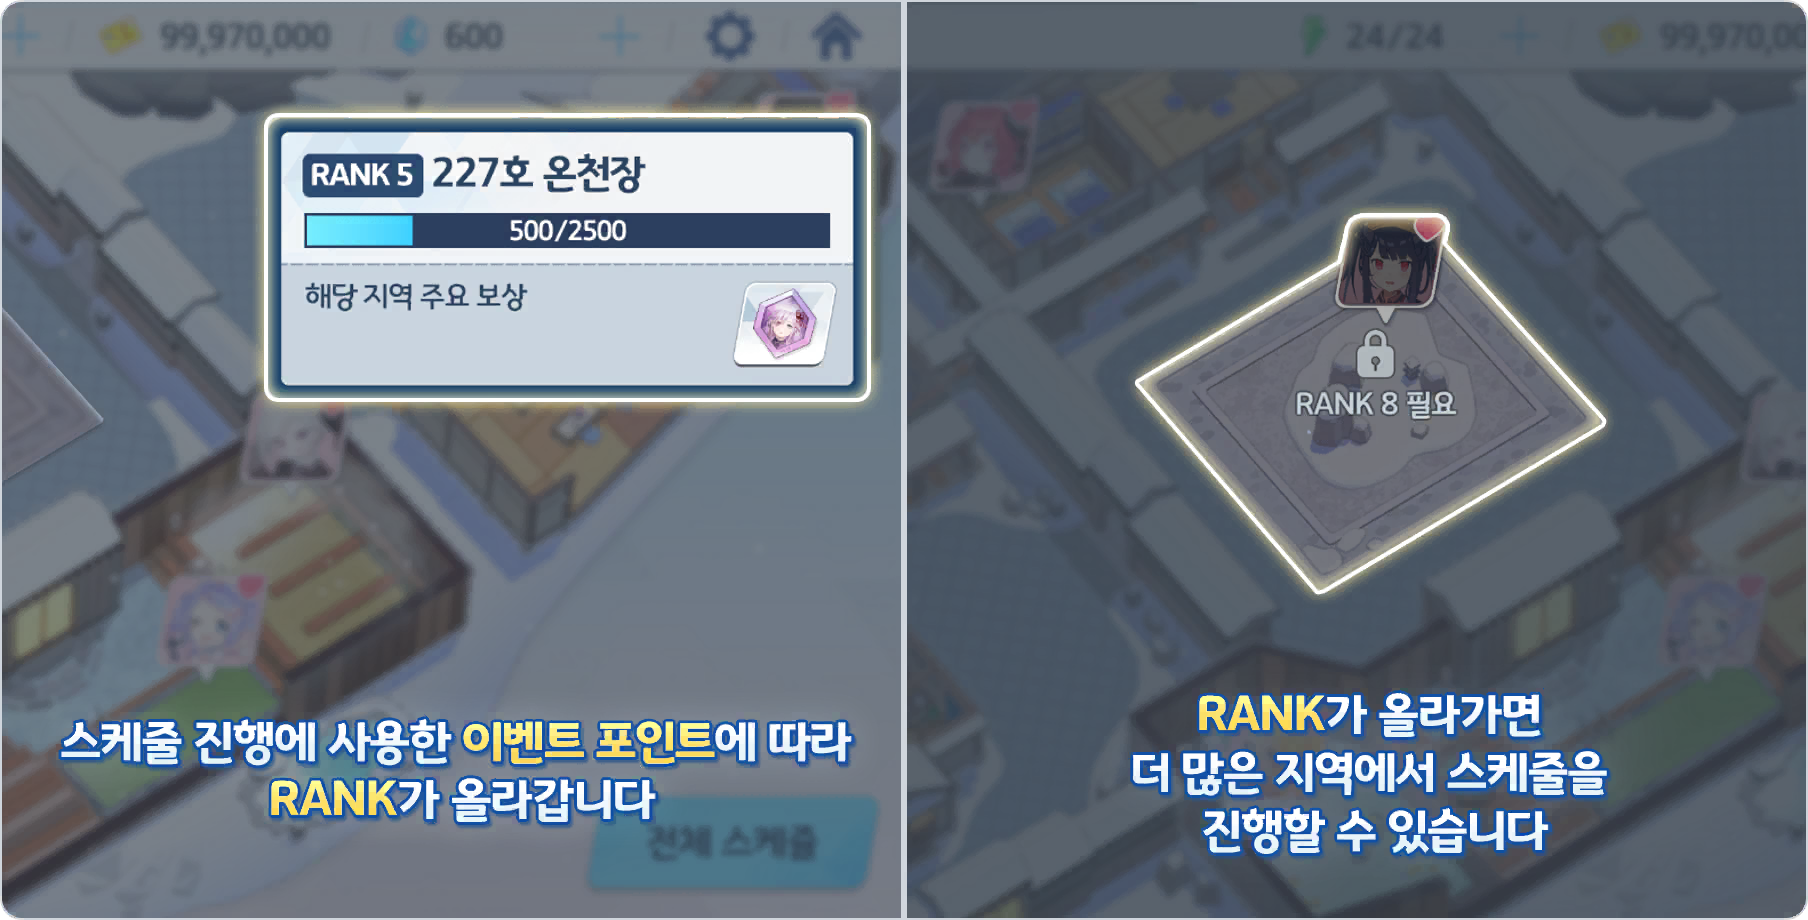 99,970,000
600
RANK 5 227호 온천장
500/2500
해당 지역 주요 보상
스케줄 진행에 사용한 이벤트 포인트에 따라
RANK가 올라갑니다
전체 스케줄
24/24
99,970,00
RANK 8 필요
RANK가 올라가면
더 많은 지역에서 스케줄을
진행할 수 있습니다